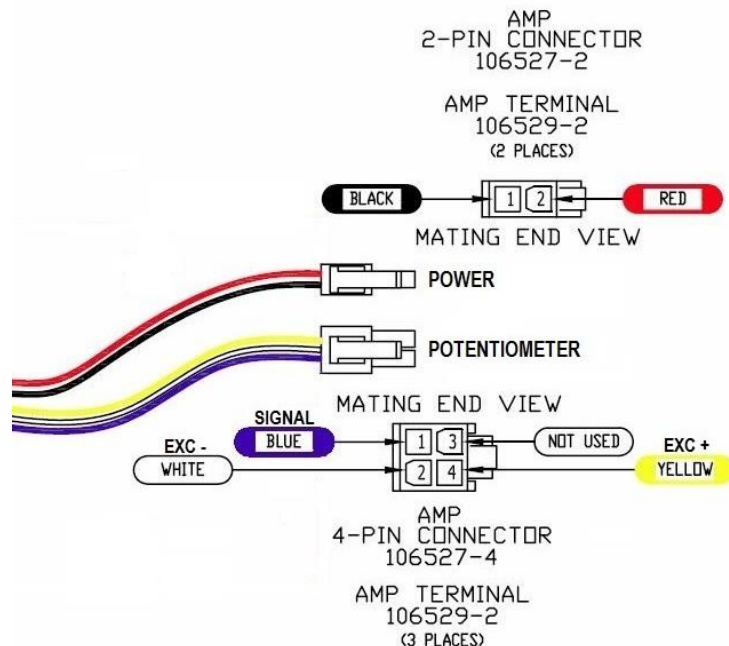 AMP
2-PIN CONNECTOR
106527-2
AMP TERMINAL
106529-2
(2 PLACES)
BLACK
1 2
RED
MATING END VIEW
POWER
POTENTIOMETER
MATING END VIEW
SIGNAL
BLUE
1 3
NOT USED
EXC -
WHITE
2 4
EXC +
YELLOW
AMP
4-PIN CONNECTOR
106527-4
AMP TERMINAL
106529-2
(3 PLACES)